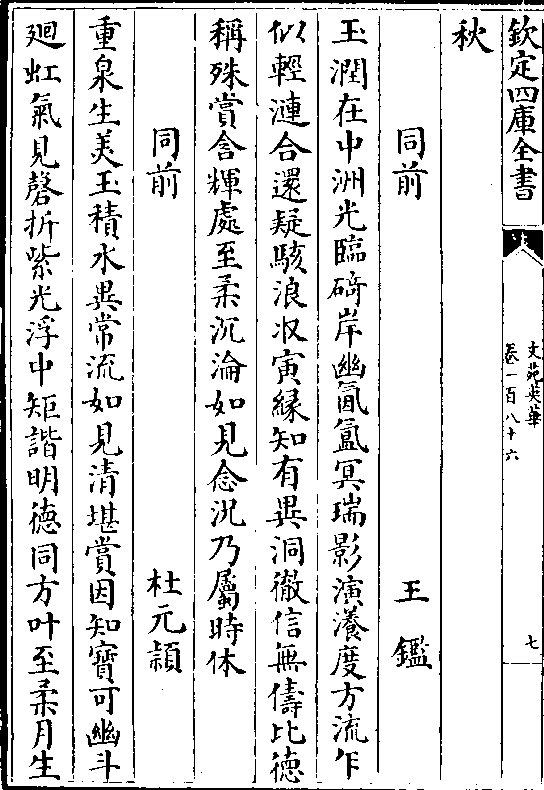 欽定四庫全書
文苑英華
卷一百八十六
七
秋
同前　王鑑
玉潤在中洲光臨碕岸幽氤氳冥瑞影演瀁度方流乍
似輕漣合還疑駭浪收寅緣知有異洞徹信無儔比德
稱殊賞含輝處至柔沉淪如見念況乃屬時休
同前　杜元穎
重泉生美玉積水異常流如見清堪賞因知寶可幽斗
廻虹氣見磬折紫光浮中矩諧明德同方叶至柔月生